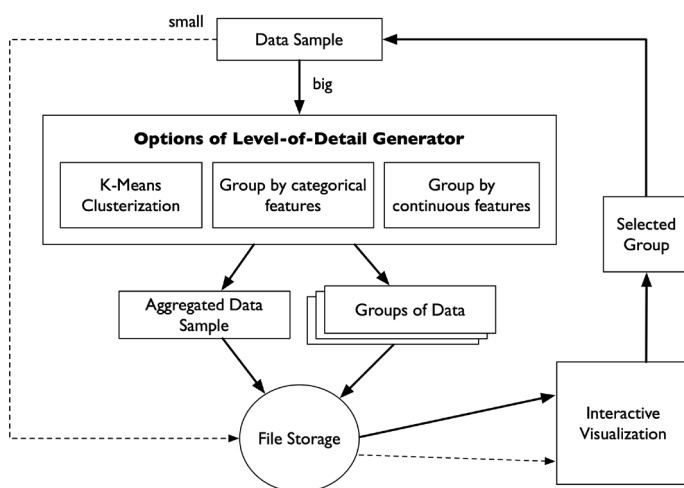 small
Data Sample
big
Options of Level-of-Detail Generator
K-Means
Clusterization
Group by categorical
features
Group by
continuous features
Selected
Group
Aggregated Data
Sample
Groups of Data
File Storage
Interactive
Visualization